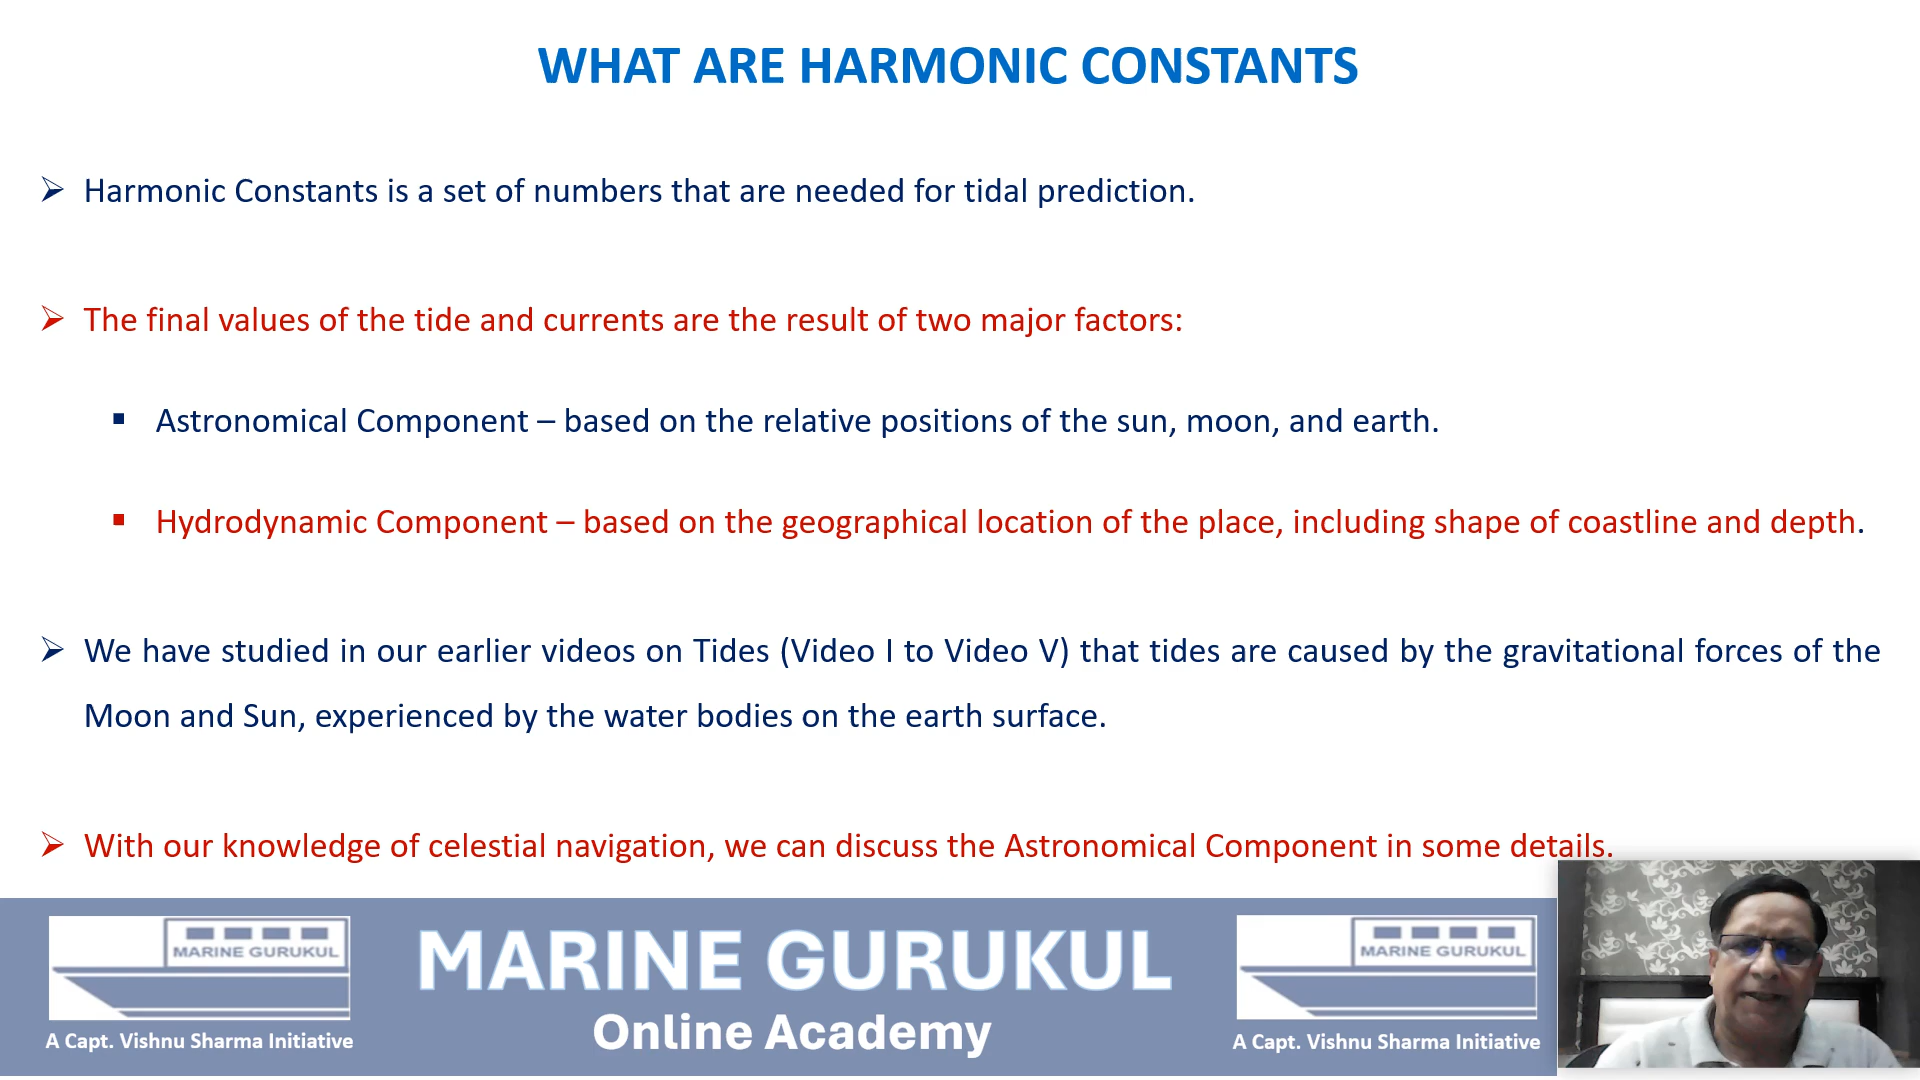 WHAT ARE HARMONIC CONSTANTS
Harmonic Constants is a set of numbers that are needed for tidal prediction.
The final values of the tide and currents are the result of two major factors:
Astronomical Component – based on the relative positions of the sun, moon, and earth.
Hydrodynamic Component – based on the geographical location of the place, including shape of coastline and depth.
We have studied in our earlier videos on Tides (Video I to Video V) that tides are caused by the gravitational forces of the
Moon and Sun, experienced by the water bodies on the earth surface.
With our knowledge of celestial navigation, we can discuss the Astronomical Component in some details.
MARINE GURUKUL
A Capt. Vishnu Sharma Initiative
MARINE GURUKUL
Online Academy
MARINE GURUKUL
A Capt. Vishnu Sharma Initiative